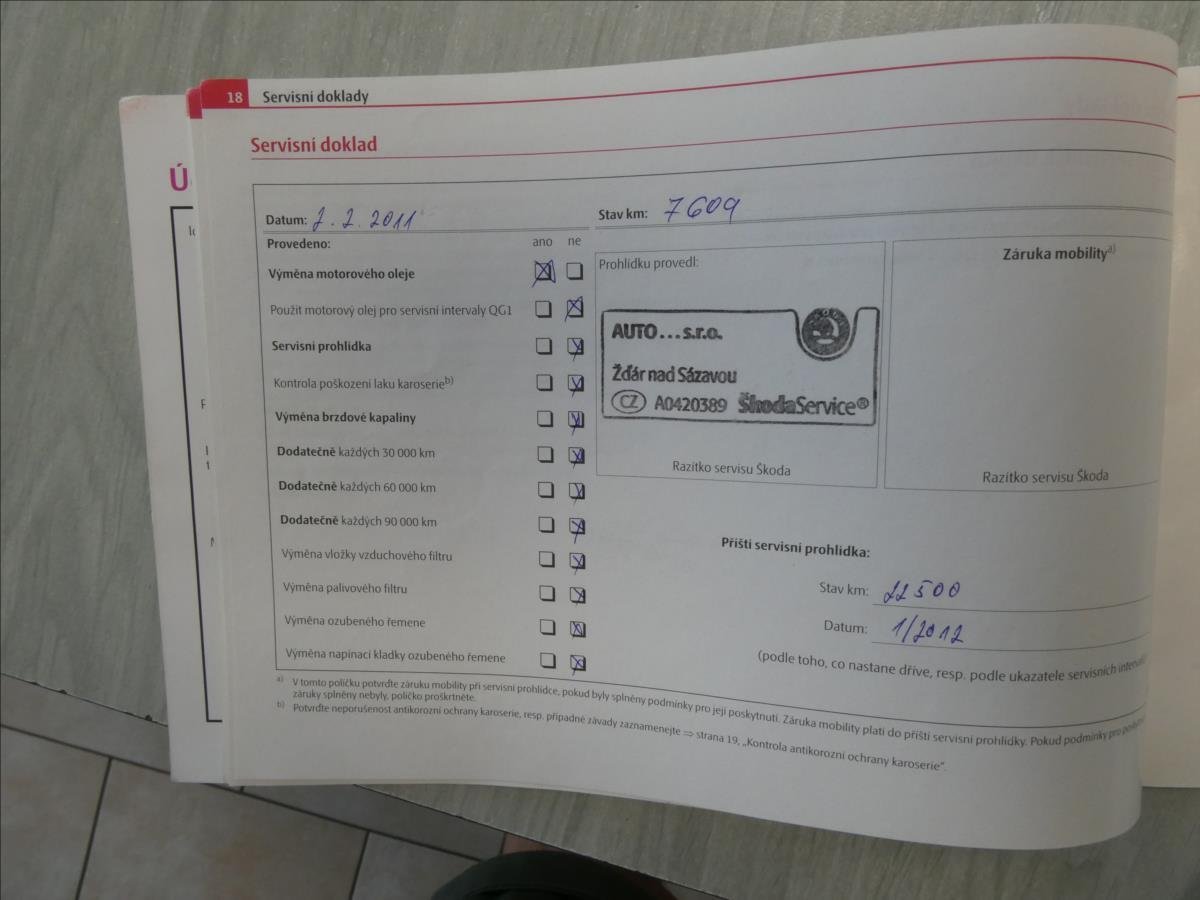 18 Servisní doklady
Servisní doklad
Datum: 7. 2. 2011 Stav km: 7609
Provedeno: ano ne
Výměna motorového oleje
Použit motorový olej pro servisní intervaly QG1
Servisní prohlídka
Kontrola poškození laku karoserie b)
Výměna brzdové kapaliny
Dodatečně každých 30 000 km
Dodatečně každých 60 000 km
Dodatečně každých 90 000 km
Výměna vložky vzduchového filtru
Výměna palivového filtru
Výměna ozubeného řemene
Výměna napínací kladky ozubeného řemene
Prohlídku provedl:
AUTO...s.r.o.
Žďár nad Sázavou
CZ A0420389 ŠkodaService®
Razítko servisu Škoda
Záruka mobility a)
Razítko servisu Škoda
Příští servisní prohlídka:
Stav km: 22 500
Datum: 1/2012
(podle toho, co nastane dříve, resp. podle ukazatele servisních
a) V tomto políčku potvrďte záruku mobility při servisní prohlídce, pokud byly splněny podmínky pro její poskytnutí. Záruka mobility platí do příští servisní prohlídky. Pokud podmínky pro
záruky splněny nebyly, políčko proškrtněte.
b) Potvrďte neporušenost antikorozní ochrany karoserie, resp. případné závady zaznamenejte ⇒ strana 19, „Kontrola antikorozní ochrany karoserie“.
Ú